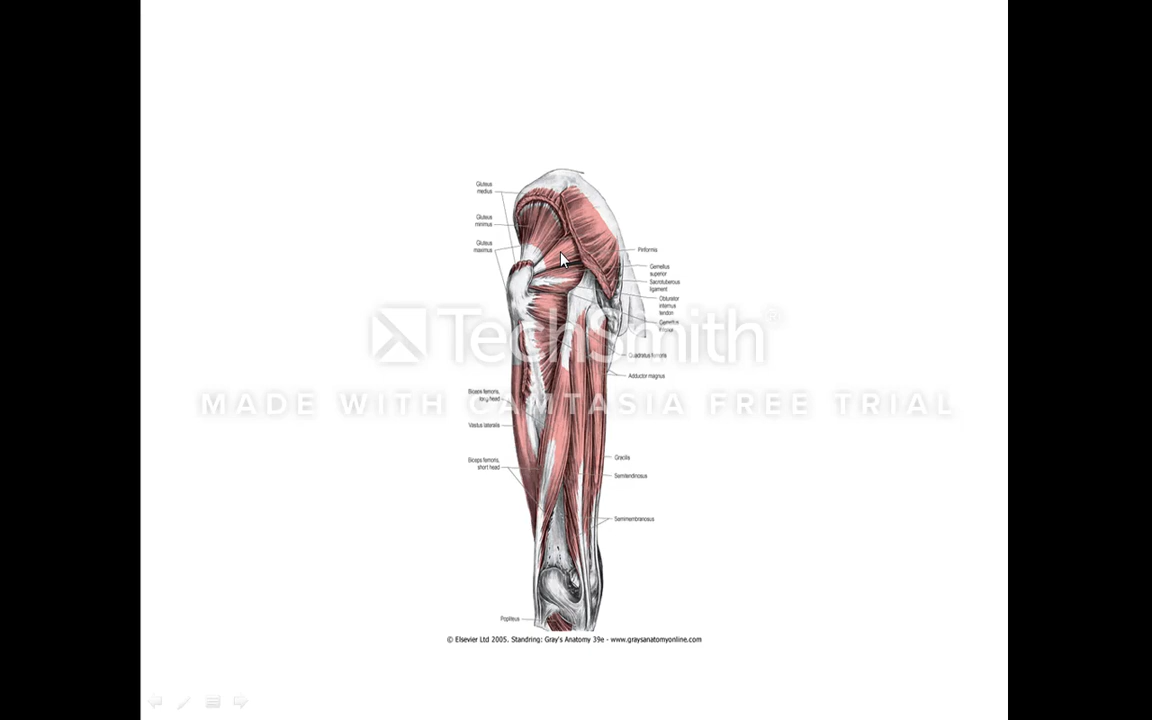 Gluteus
medius
Gluteus
minimus
Gluteus
maximus
Piriformis
Gemellus
superior
Sacrotuberous
ligament
Obturator
internus
tendon
Gemellus
inferior
TechSmith®
Quadratus femoris
Adductor magnus
Biceps femoris,
long head
MADE WITH CAMTASIA FREE TRIAL
Vastus lateralis
Biceps femoris,
short head
Gracilis
Semitendinosus
Semimembranosus
Popliteus
© Elsevier Ltd 2005. Standring: Gray's Anatomy 39e - www.graysanatomyonline.com